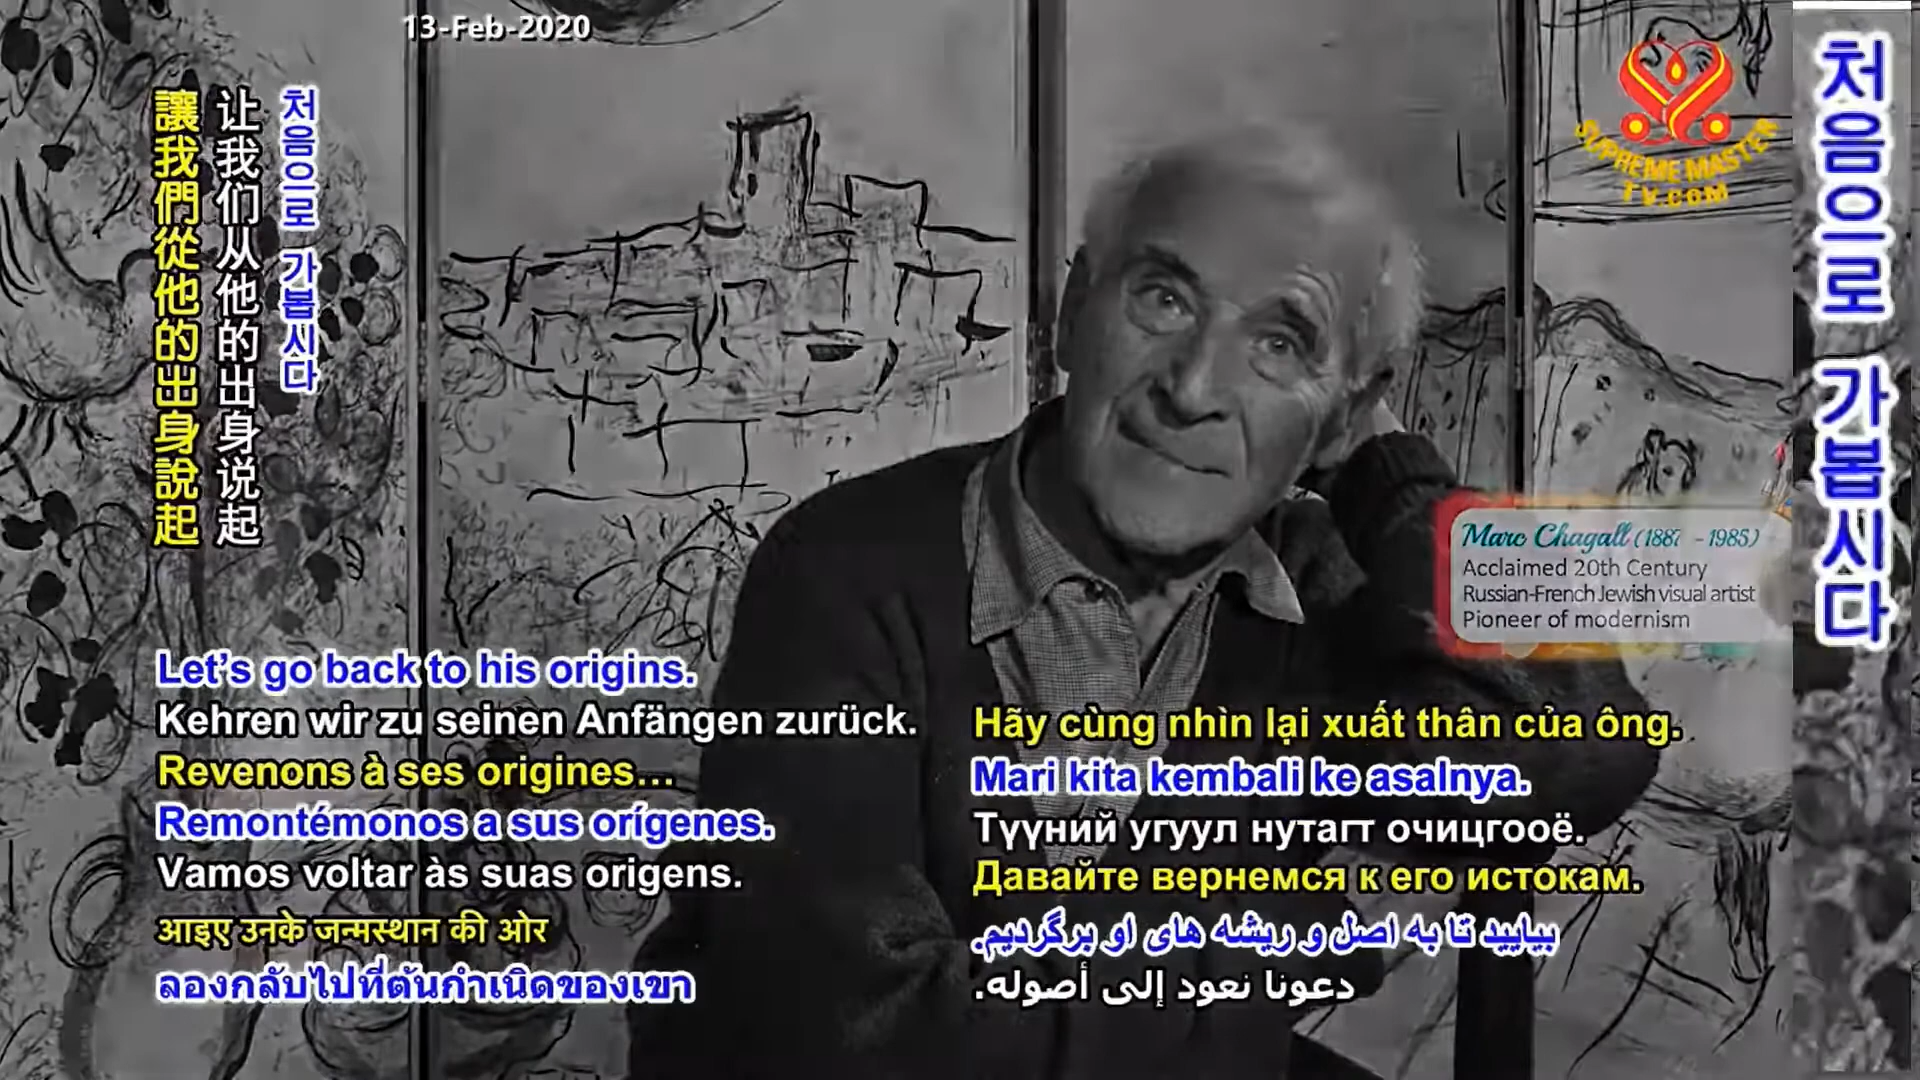 13-Feb-2020
讓我們從他的出身說起
让我们从他的出身说起
처음으로 가봅시다
SUPREME MASTER
TV.COM
처음으로 가봅시다
Marc Chagall (1887 - 1985)
Acclaimed 20th Century
Russian-French Jewish visual artist
Pioneer of modernism
Let's go back to his origins.
Kehren wir zu seinen Anfängen zurück.
Revenons à ses origines...
Remontémonos a sus orígenes.
Vamos voltar às suas origens.
आइए उनके जन्मस्थान की ओर
ลองกลับไปที่ต้นกำเนิดของเขา
Hãy cùng nhìn lại xuất thân của ông.
Mari kita kembali ke asalnya.
Түүний угуул нутагт очицгооё.
Давайте вернемся к его истокам.
بیایید تا به اصل و ریشه های او برگردیم.
دعونا نعود إلى أصوله.